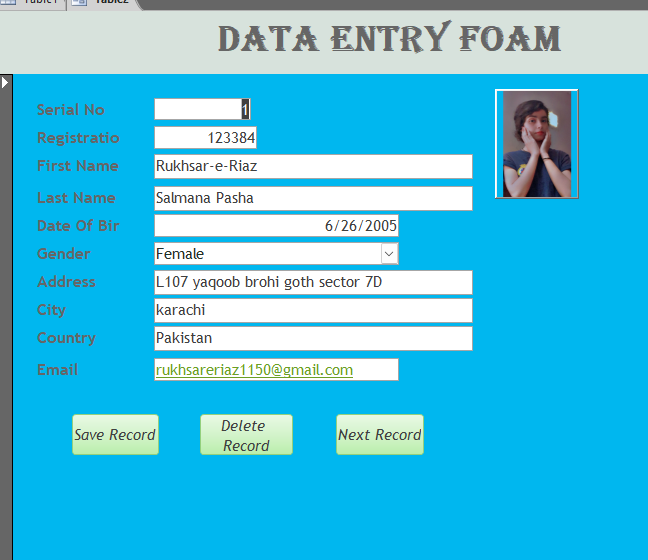 Table1 Table2
DATA ENTRY FOAM
Serial No 1
Registratio 123384
First Name Rukhsar-e-Riaz
Last Name Salmana Pasha
Date Of Bir 6/26/2005
Gender Female
Address L107 yaqoob brohi goth sector 7D
City karachi
Country Pakistan
Email rukhsareriaz1150@gmail.com
Save Record Delete Record Next Record